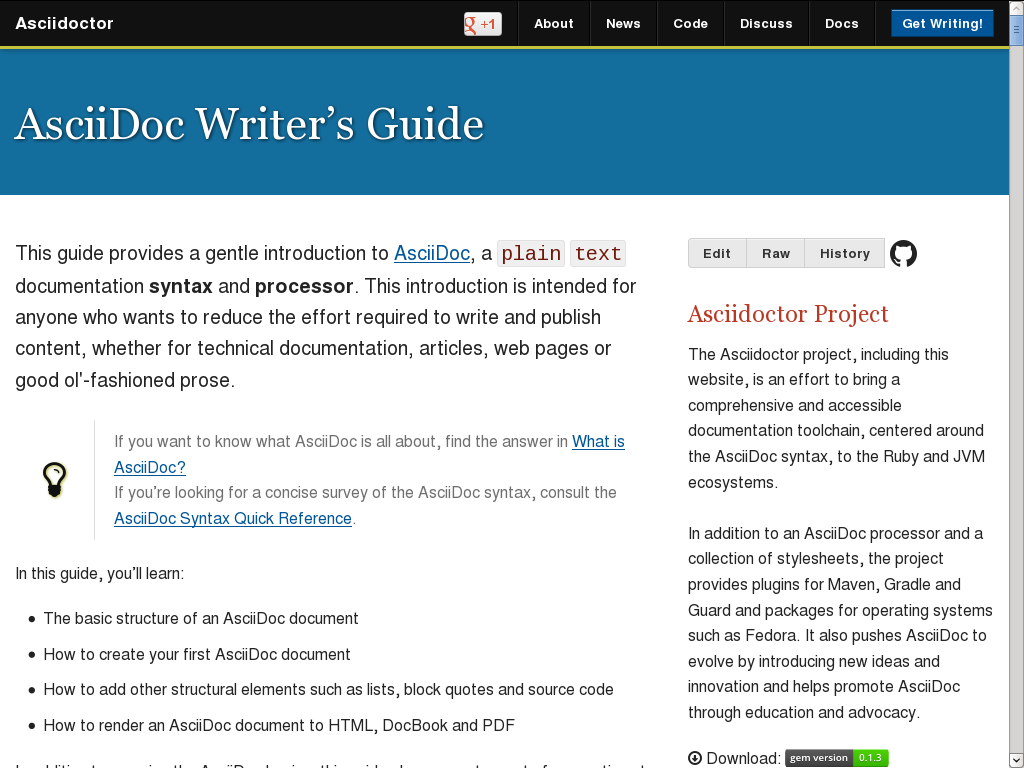 Asciidoctor
g +1
About
News
Code
Discuss
Docs
Get Writing!
AsciiDoc Writer’s Guide
This guide provides a gentle introduction to AsciiDoc, a plain text
documentation syntax and processor. This introduction is intended for
anyone who wants to reduce the effort required to write and publish
content, whether for technical documentation, articles, web pages or
good ol'-fashioned prose.
If you want to know what AsciiDoc is all about, find the answer in What is
AsciiDoc?
If you’re looking for a concise survey of the AsciiDoc syntax, consult the
AsciiDoc Syntax Quick Reference.
In this guide, you’ll learn:
• The basic structure of an AsciiDoc document
• How to create your first AsciiDoc document
• How to add other structural elements such as lists, block quotes and source code
• How to render an AsciiDoc document to HTML, DocBook and PDF
Edit
Raw
History
Asciidoctor Project
The Asciidoctor project, including this
website, is an effort to bring a
comprehensive and accessible
documentation toolchain, centered around
the AsciiDoc syntax, to the Ruby and JVM
ecosystems.
In addition to an AsciiDoc processor and a
collection of stylesheets, the project
provides plugins for Maven, Gradle and
Guard and packages for operating systems
such as Fedora. It also pushes AsciiDoc to
evolve by introducing new ideas and
innovation and helps promote AsciiDoc
through education and advocacy.
Download: gem version 0.1.3